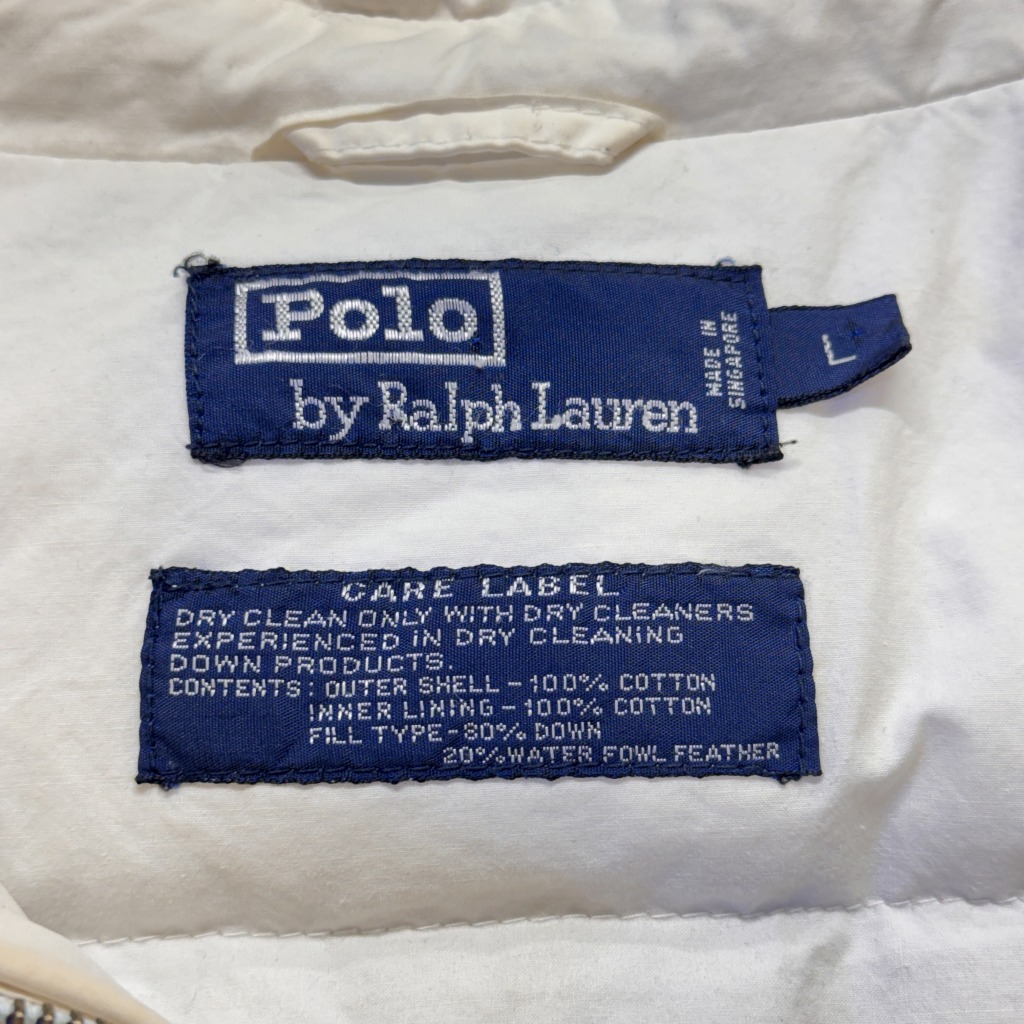 Polo
by Ralph Lauren
MADE IN
SINGAPORE
L
CARE LABEL
DRY CLEAN ONLY WITH DRY CLEANERS
EXPERIENCED IN DRY CLEANING
DOWN PRODUCTS.
CONTENTS: OUTER SHELL-100% COTTON
INNER LINING-100% COTTON
FILL TYPE-80% DOWN
20% WATER FOWL FEATHER